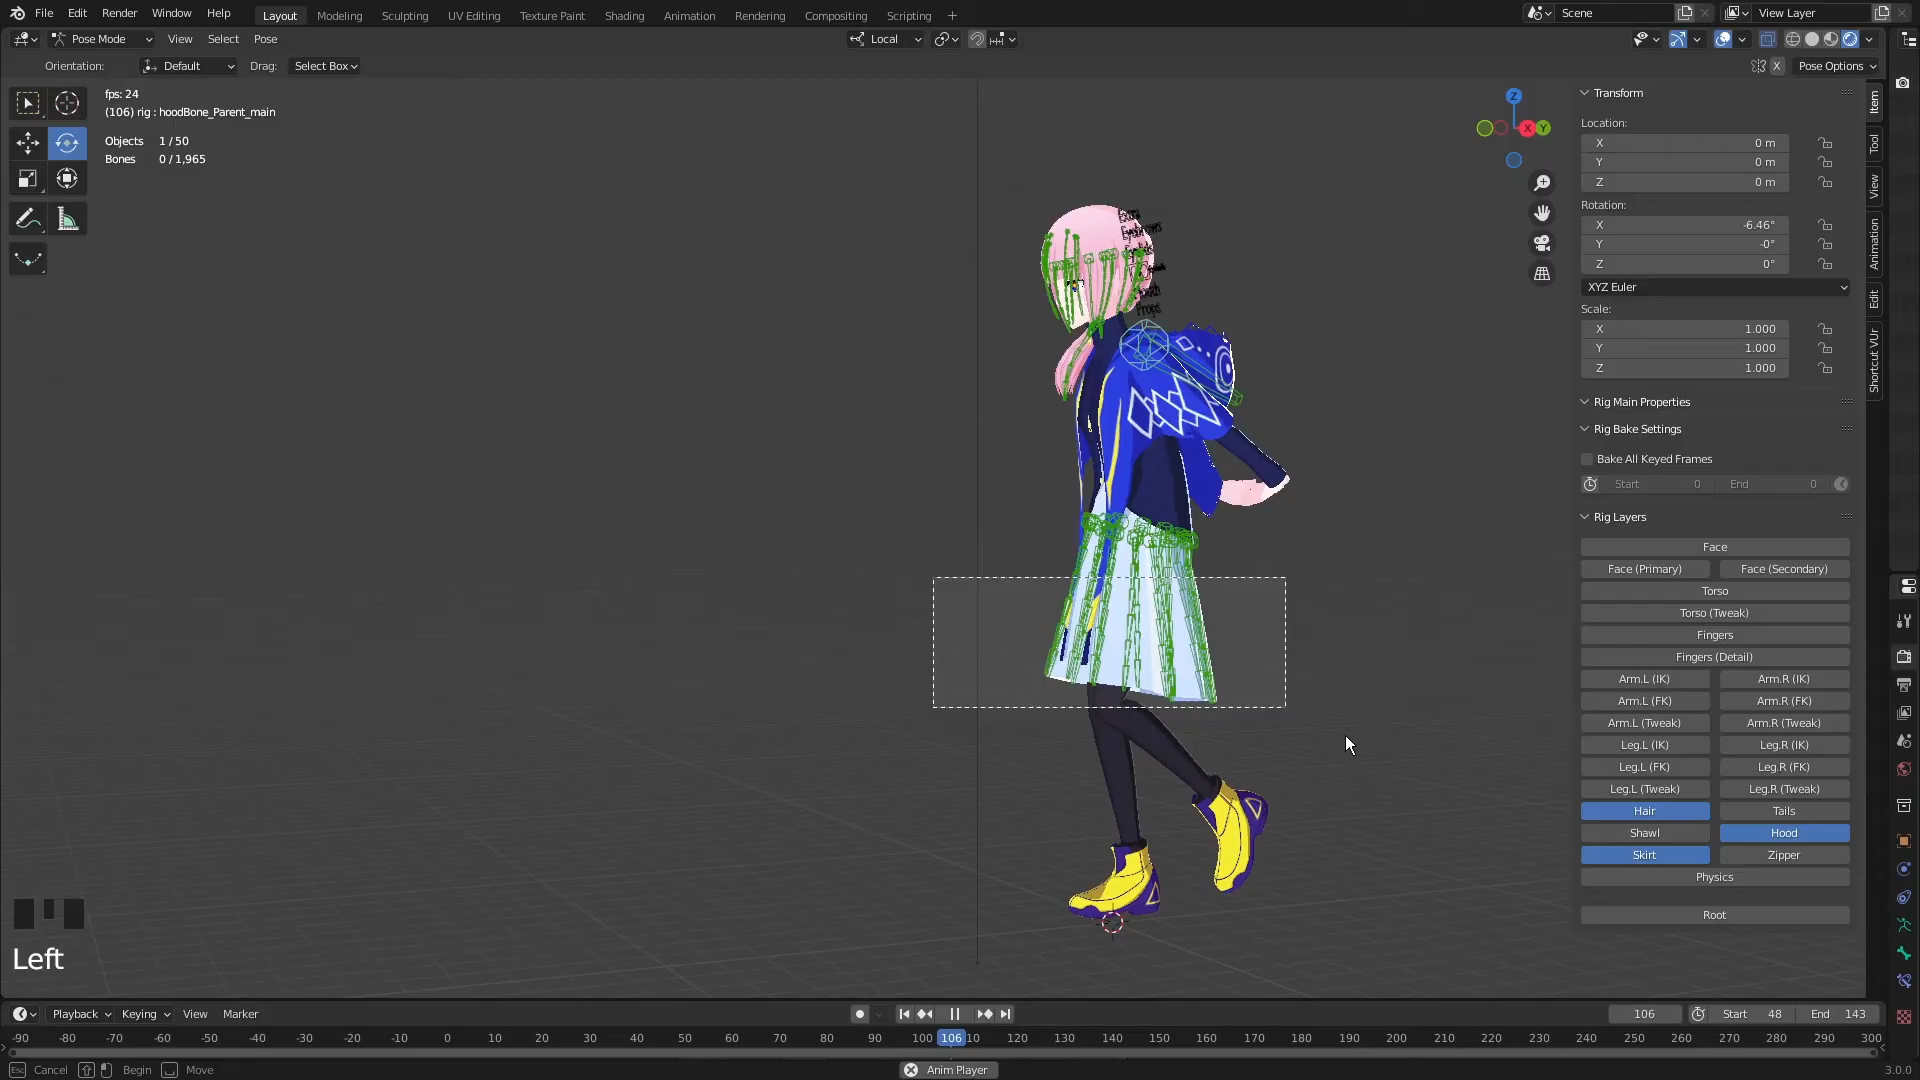 File Edit Render Window Help Layout Modeling Sculpting UV Editing Texture Paint Shading Animation Rendering Compositing Scripting + Scene View Layer
Pose Mode View Select Pose Local
Orientation: Default Drag: Select Box X Pose Options
fps: 24
(106) rig : hoodBone_Parent_main
Objects 1 / 50
Bones 0 / 1,965
Z
X
Y
Transform
Location:
X 0 m
Y 0 m
Z 0 m
Rotation:
X -6.46°
Y -0°
Z 0°
XYZ Euler
Scale:
X 1.000
Y 1.000
Z 1.000
Rig Main Properties
Rig Bake Settings
Bake All Keyed Frames
Start 0 End 0
Rig Layers
Face
Face (Primary) Face (Secondary)
Torso
Torso (Tweak)
Fingers
Fingers (Detail)
Arm.L (IK) Arm.R (IK)
Arm.L (FK) Arm.R (FK)
Arm.L (Tweak) Arm.R (Tweak)
Leg.L (IK) Leg.R (IK)
Leg.L (FK) Leg.R (FK)
Leg.L (Tweak) Leg.R (Tweak)
Hair Tails
Shawl Hood
Skirt Zipper
Physics
Root
Item
Tool
View
Animation
Edit
Shortcut VUr
Left
Playback Keying View Marker 106 Start 48 End 143
-90 -80 -70 -60 -50 -40 -30 -20 -10 0 10 20 30 40 50 60 70 80 90 100 106 10 120 130 140 150 160 170 180 190 200 210 220 230 240 250 260 270 280 290 300
Esc Cancel Begin Move Anim Player 3.0.0